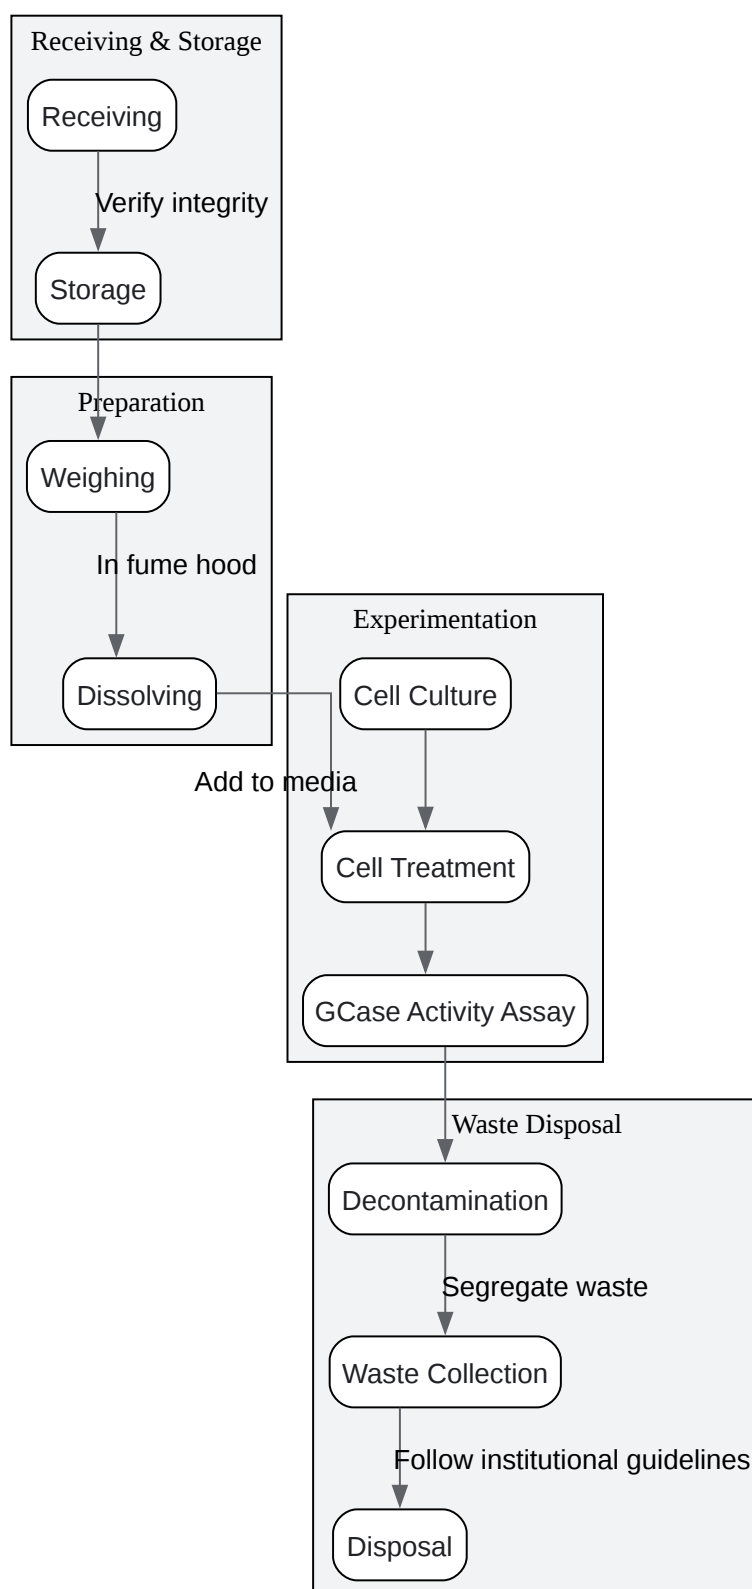 Receiving & Storage
Receiving
Verify integrity
Storage
Preparation
Weighing
In fume hood
Dissolving
Experimentation
Cell Culture
Add to media
Cell Treatment
GCase Activity Assay
Waste Disposal
Decontamination
Segregate waste
Waste Collection
Follow institutional guidelines
Disposal